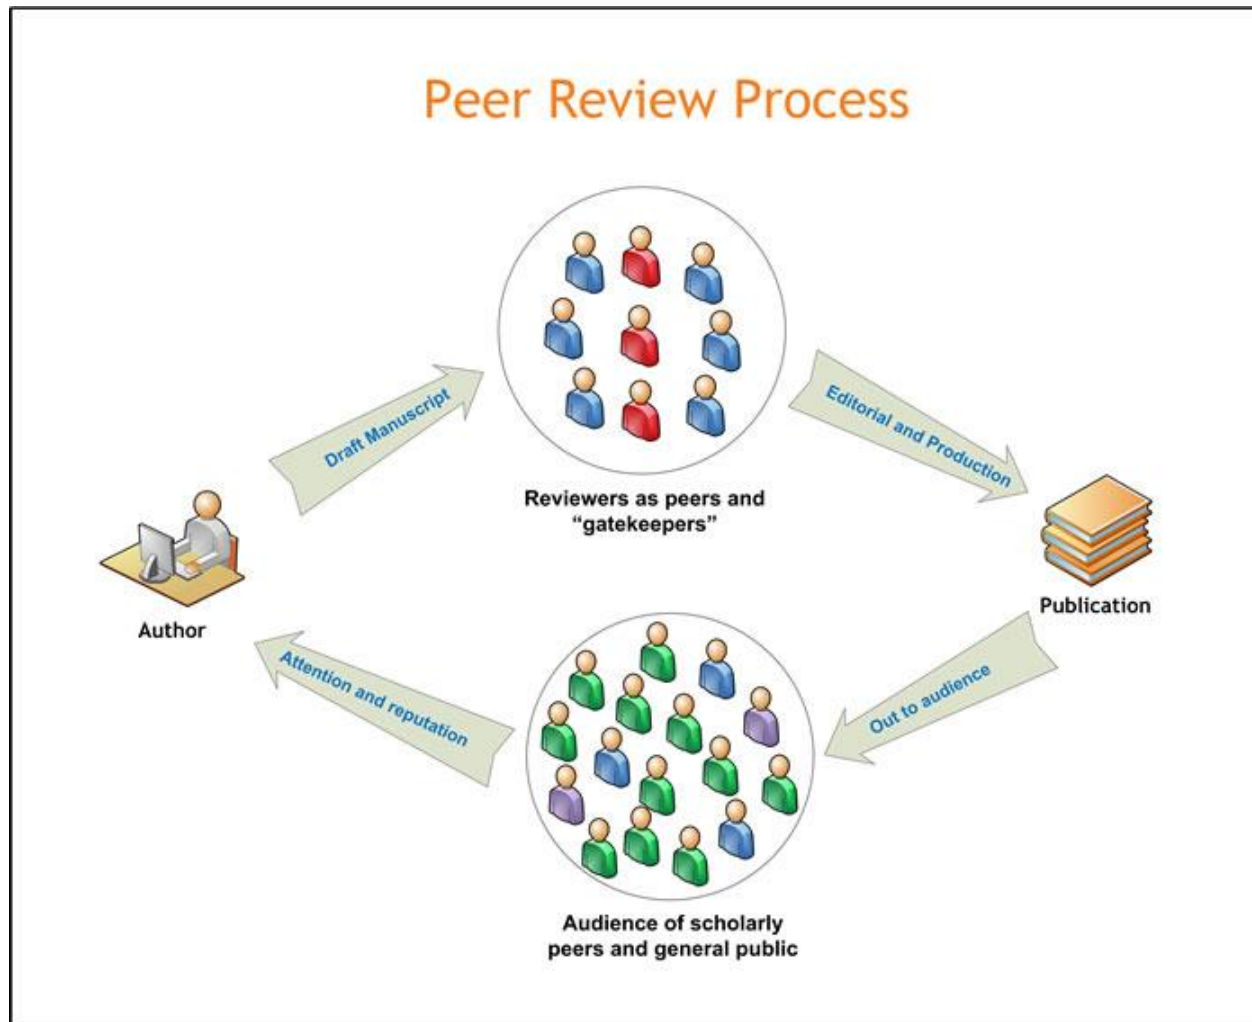 Peer Review Process
Draft Manuscript
Reviewers as peers and
“gatekeepers”
Editorial and Production
Author
Publication
Attention and reputation
Out to audience
Audience of scholarly
peers and general public